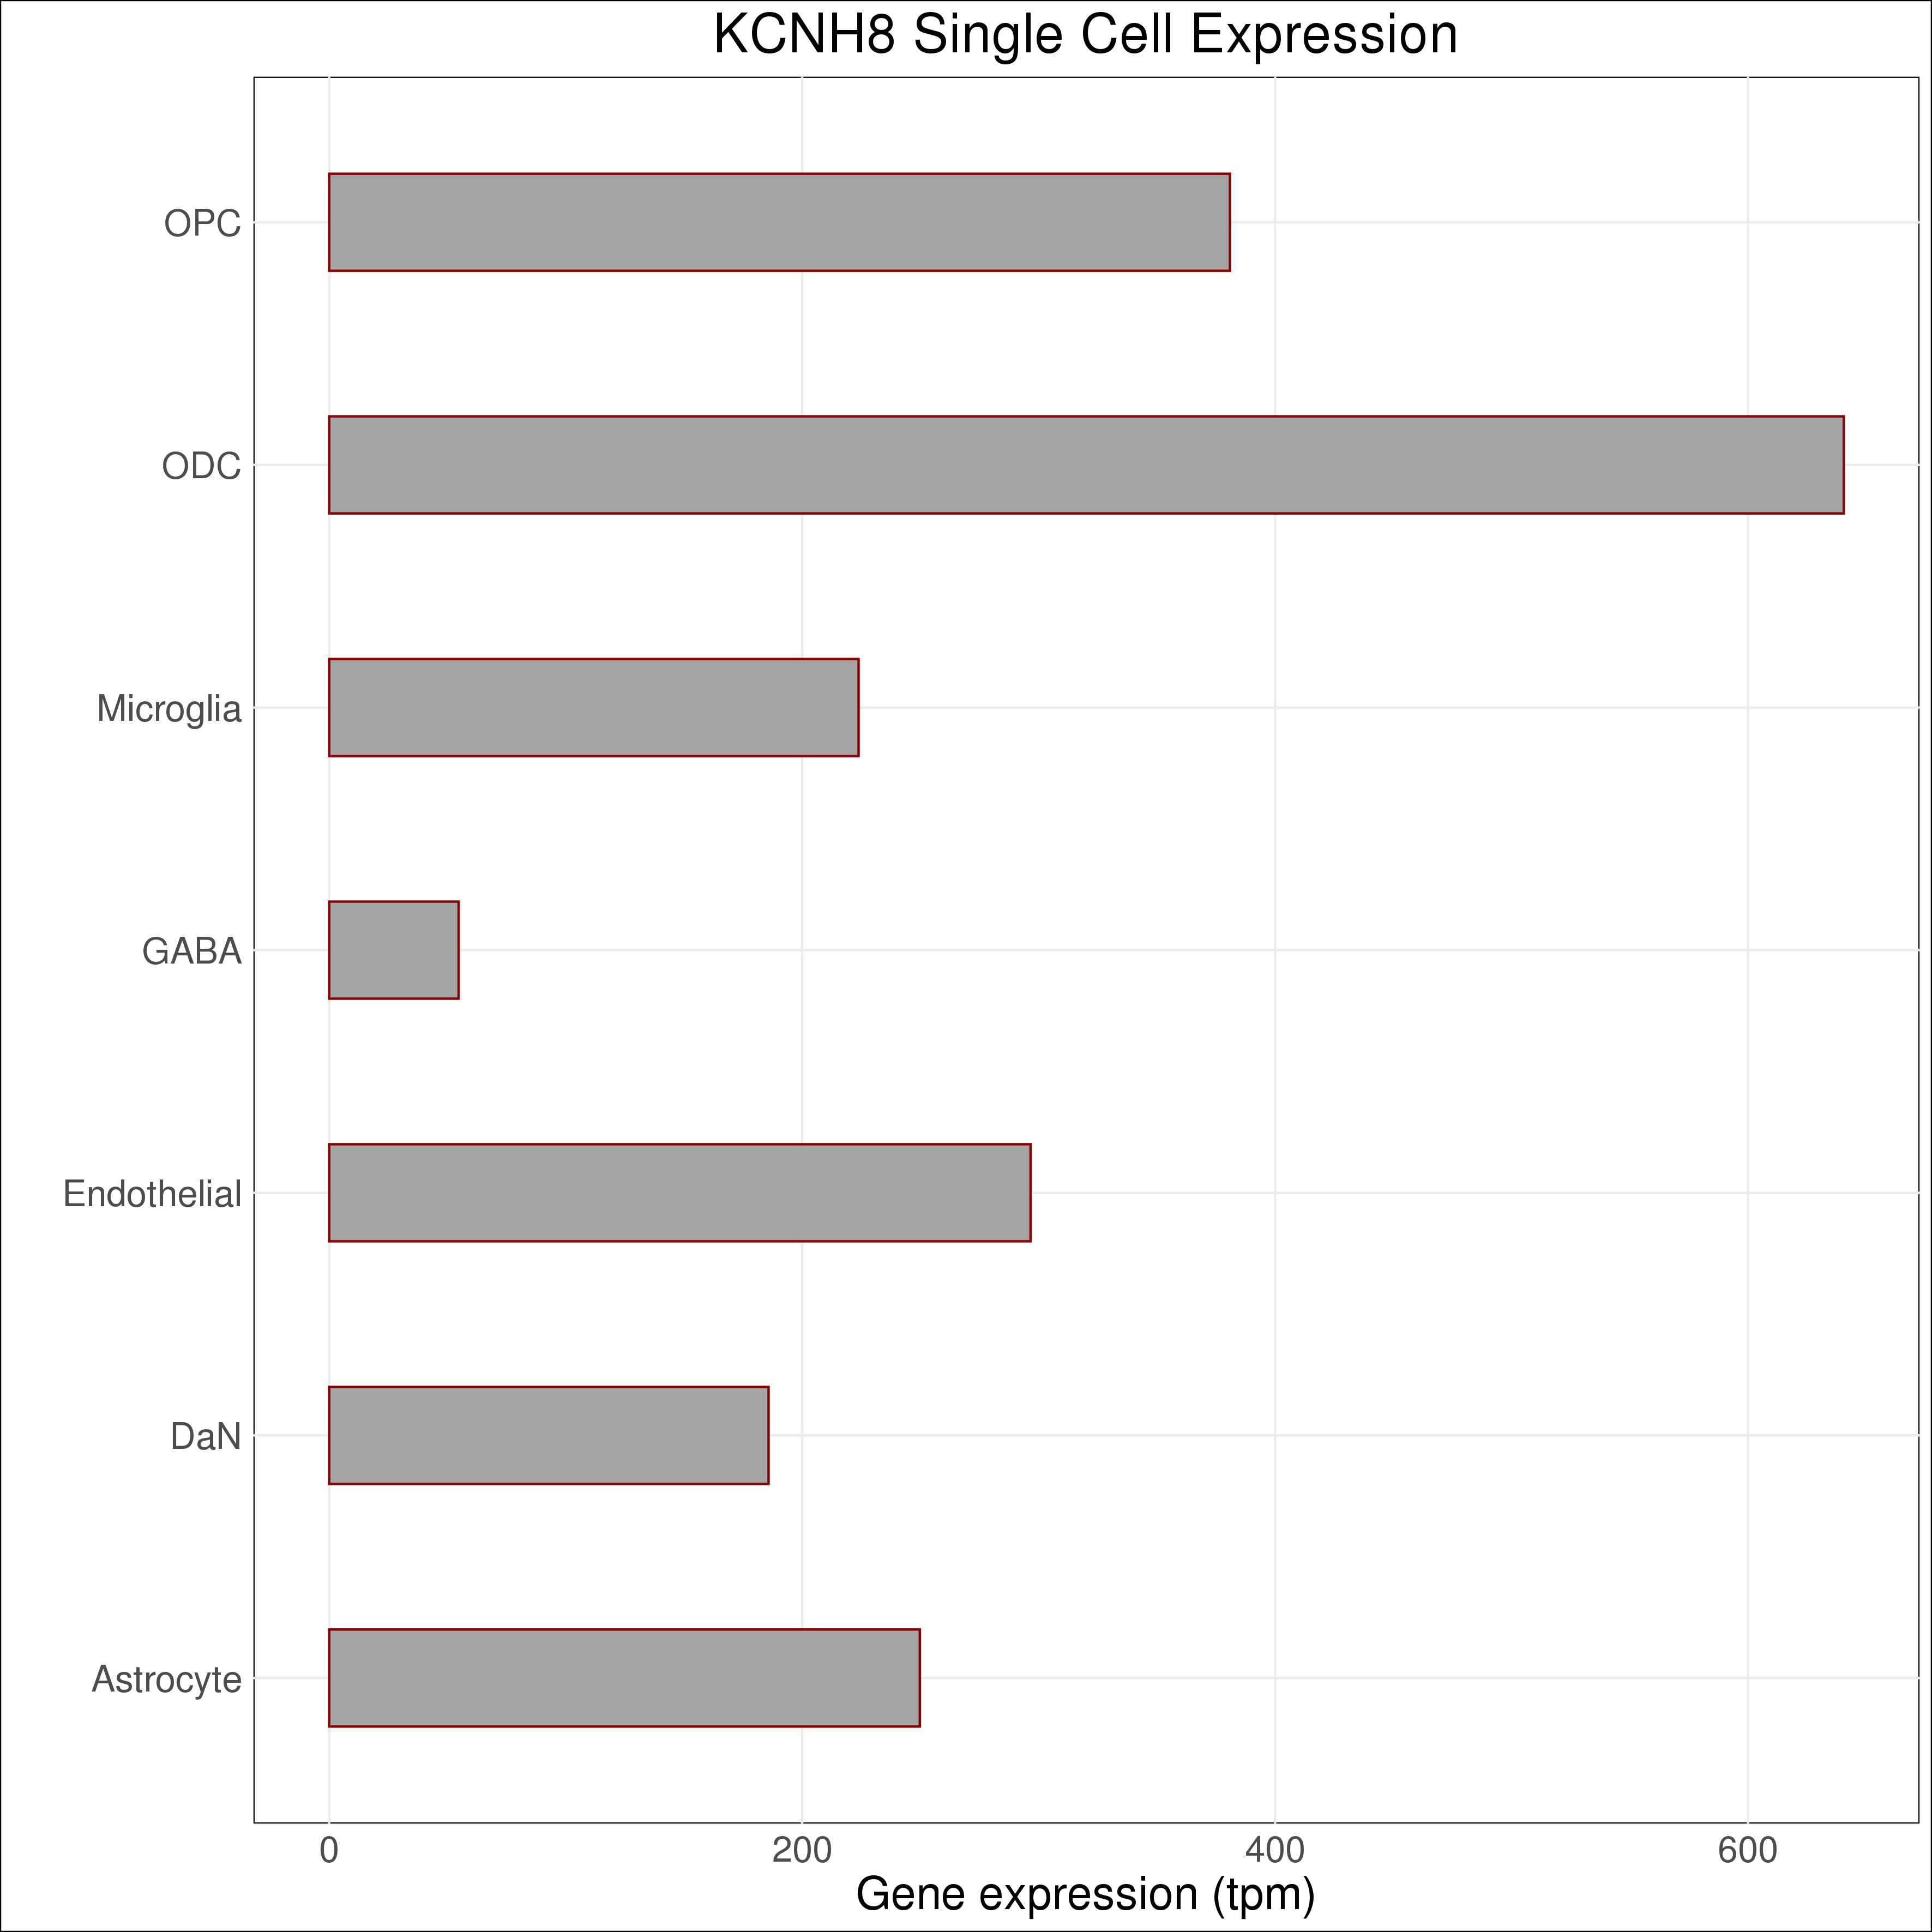 KCNH8 Single Cell Expression
OPC
ODC
Microglia
GABA
Endothelial
DaN
Astrocyte
0 200 400 600
Gene expression (tpm)